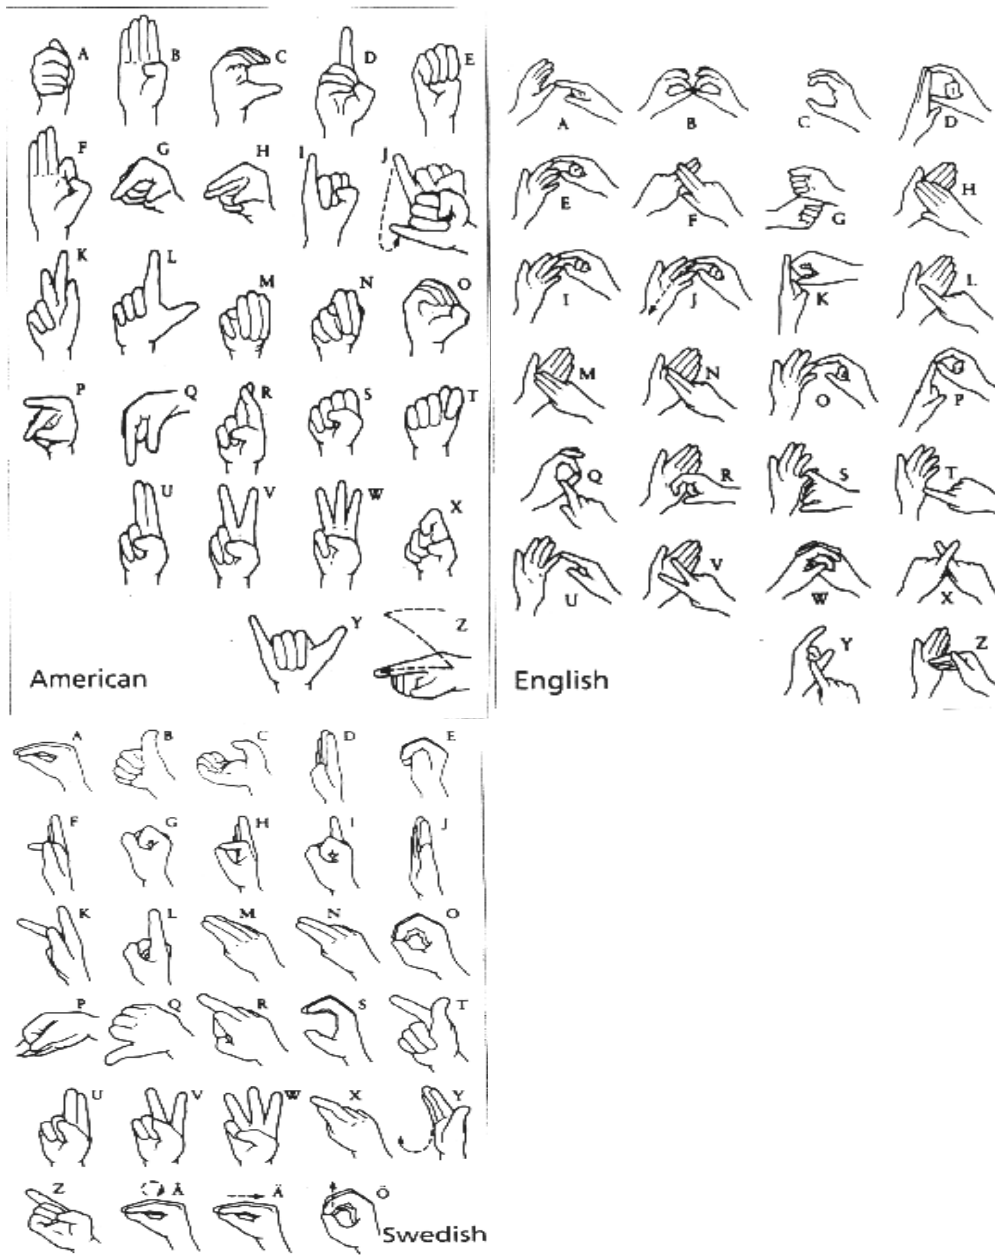 A B C D E
F G H I J
K L M N O
P Q R S T
U V W X
Y Z
American
A B C D
E F G H
I J K L
M N O P
Q R S T
U V W X
Y Z
English
A B C D E
F G H I J
K L M N O
P Q R S T
U V W X Y
Z Å Ä Ö
Swedish